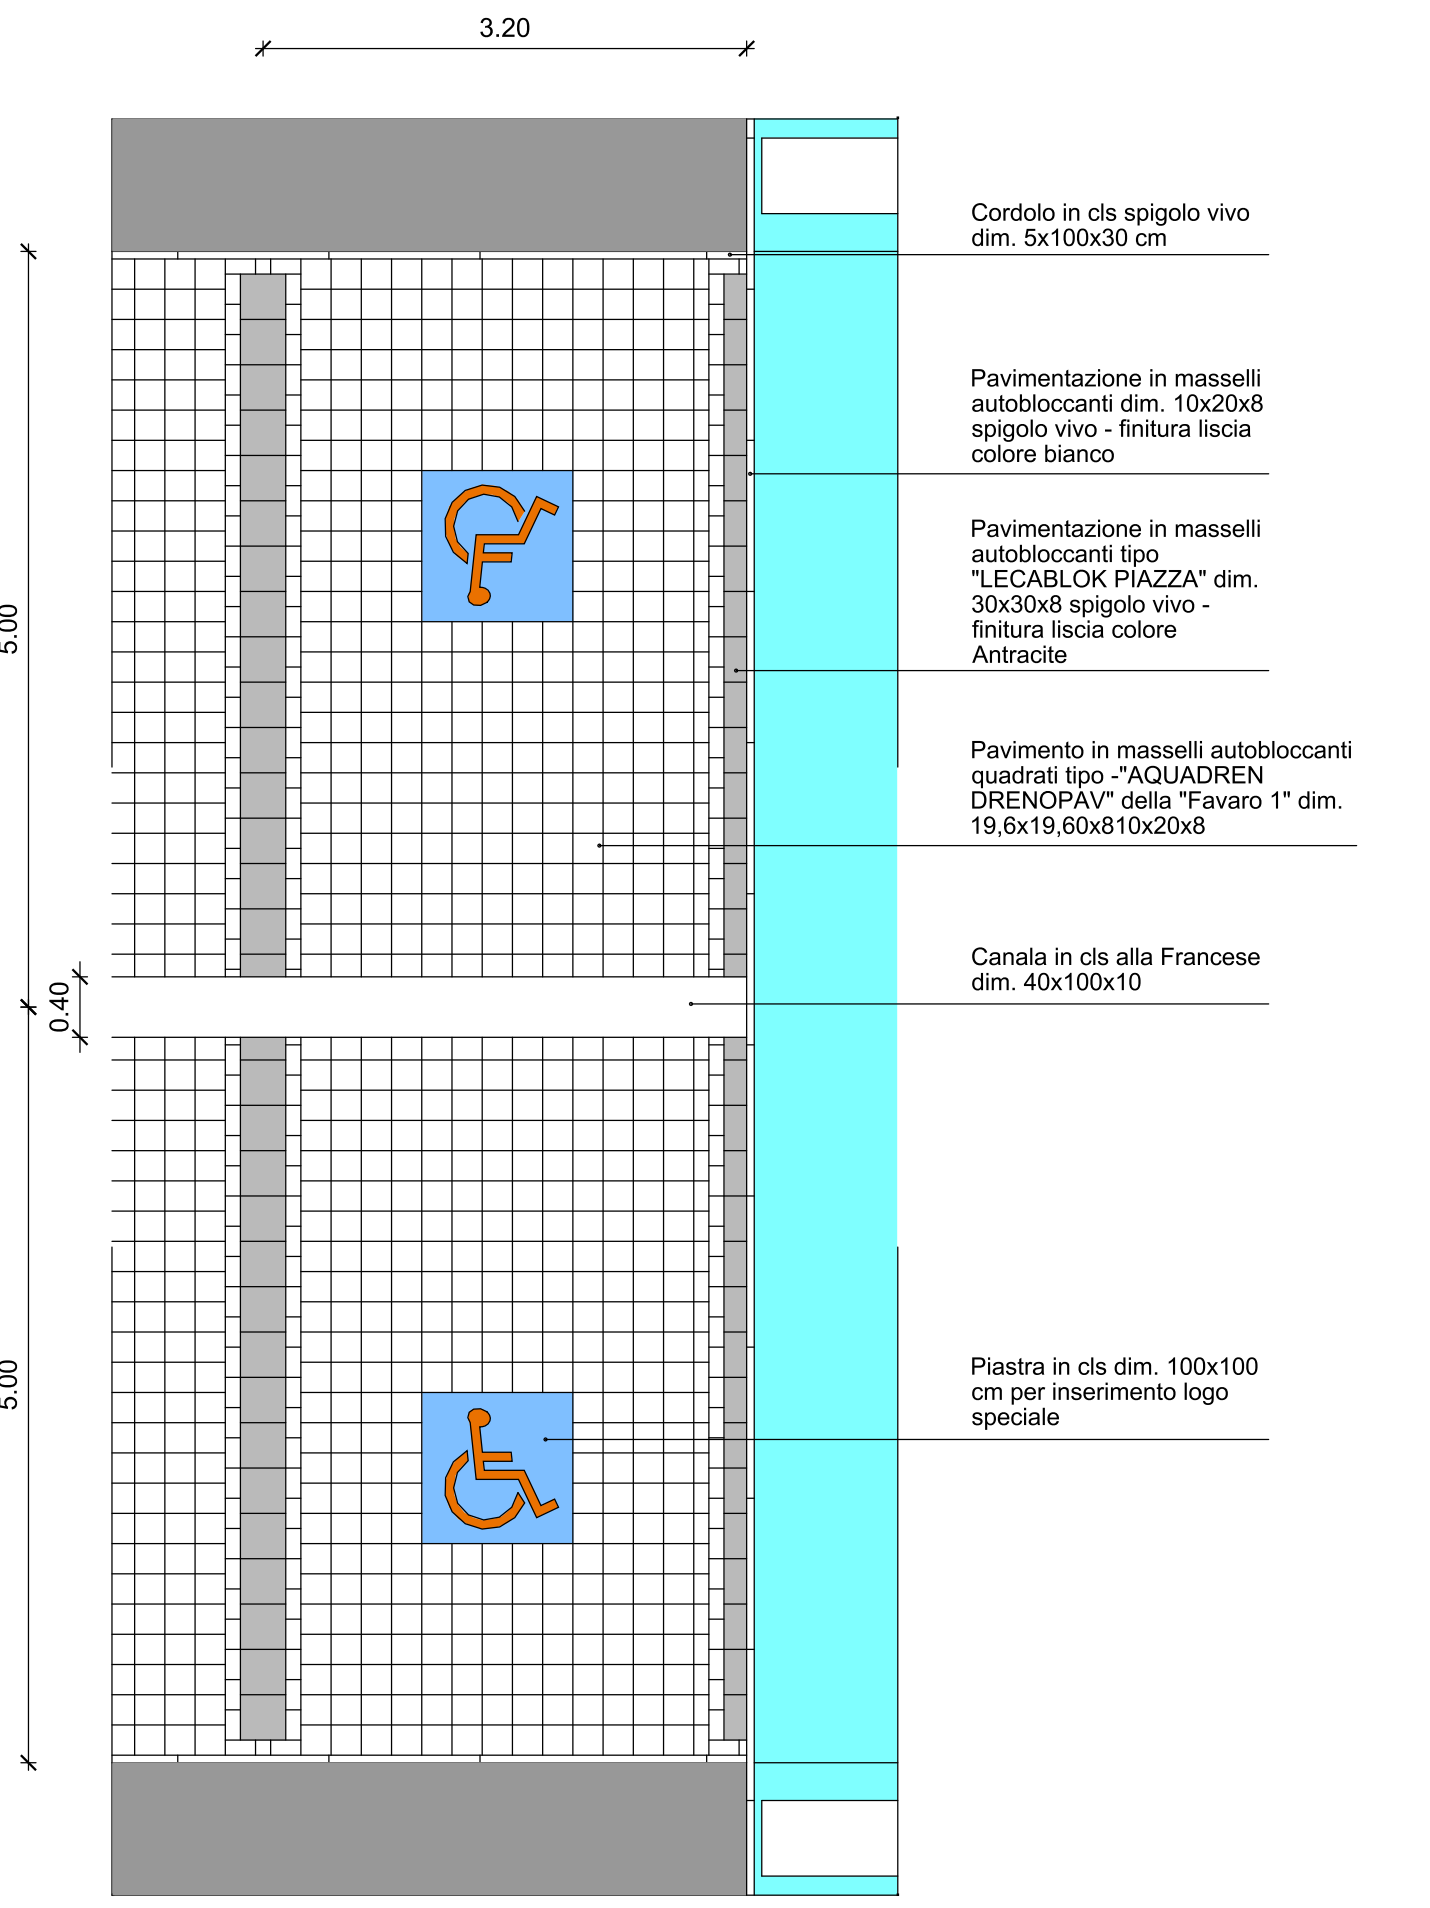 3.20
Cordolo in cls spigolo vivo
dim. 5x100x30 cm
Pavimentazione in masselli
autobloccanti dim. 10x20x8
spigolo vivo - finitura liscia
colore bianco
Pavimentazione in masselli
autobloccanti tipo
"LECABLOK PIAZZA" dim.
30x30x8 spigolo vivo -
finitura liscia colore
Antracite
5.00
Pavimento in masselli autobloccanti
quadrati tipo -"AQUADREN
DRENOPAV" della "Favaro 1" dim.
19,6x19,60x810x20x8
Canala in cls alla Francese
dim. 40x100x10
0.40
Piastra in cls dim. 100x100
cm per inserimento logo
speciale
5.00